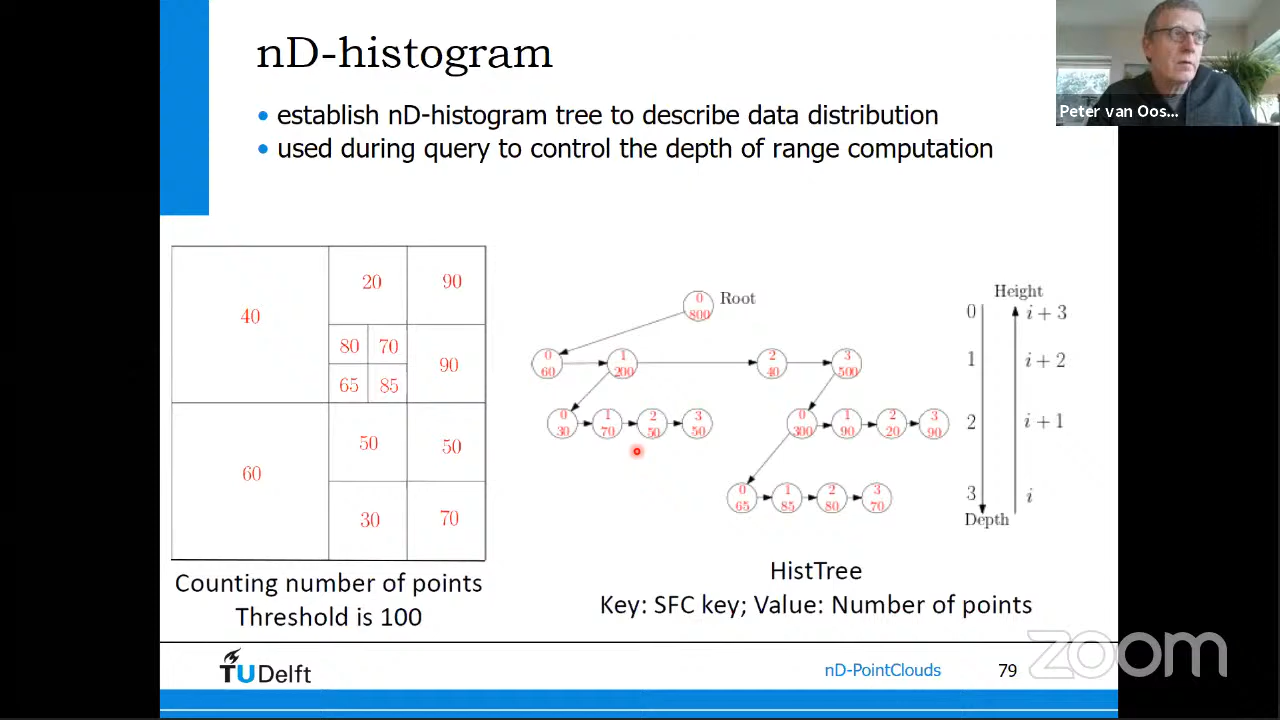 nD-histogram
Peter van Oos...
• establish nD-histogram tree to describe data distribution
• used during query to control the depth of range computation
40
20
90
80
70
90
65
85
60
50
50
30
70
0
800
Root
0
60
1
200
2
40
3
500
0
30
1
70
2
50
3
50
0
300
1
90
2
20
3
90
0
65
1
85
2
80
3
70
Height
0
i + 3
1
i + 2
2
i + 1
3
i
Depth
Counting number of points
Threshold is 100
HistTree
Key: SFC key; Value: Number of points
TUDelft
nD-PointClouds
79
zoom